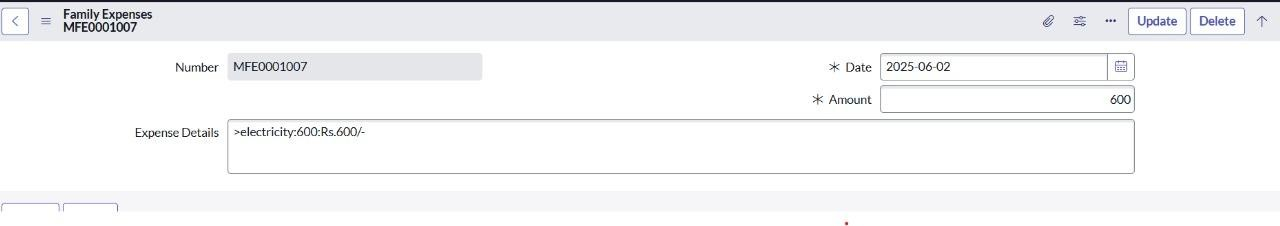 Family Expenses
MFE0001007
Update
Delete
Number
MFE0001007
* Date
2025-06-02
* Amount
600
Expense Details
>electricity:600:Rs.600/-